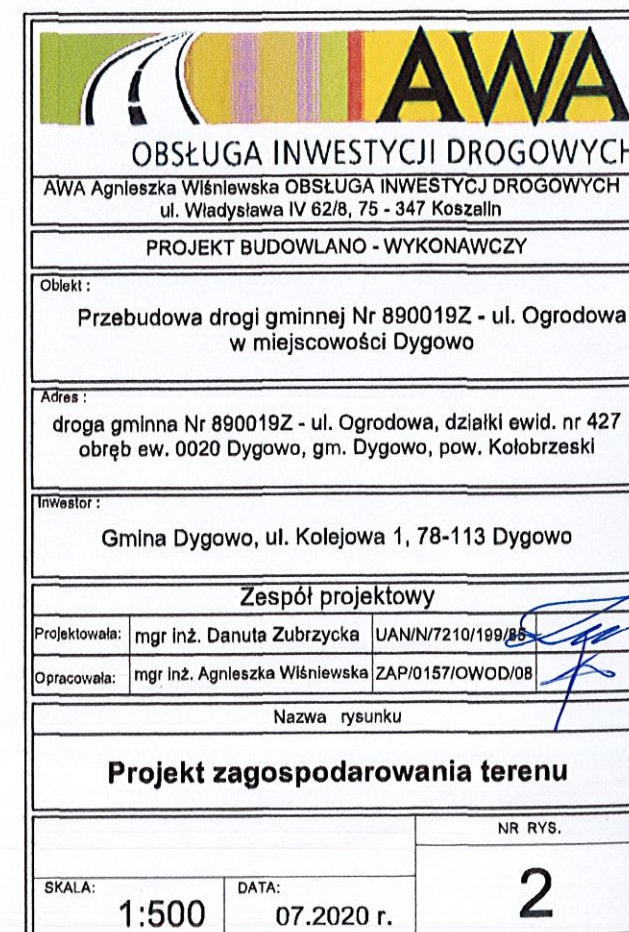 AWA
OBSŁUGA INWESTYCJI DROGOWYCH
AWA Agnieszka Wiśniewska OBSŁUGA INWESTYCJ DROGOWYCH
ul. Władysława IV 62/8, 75 - 347 Koszalin
PROJEKT BUDOWLANO - WYKONAWCZY
Obiekt :
Przebudowa drogi gminnej Nr 890019Z - ul. Ogrodowa
w miejscowości Dygowo
Adres :
droga gminna Nr 890019Z - ul. Ogrodowa, działki ewid. nr 427
obręb ew. 0020 Dygowo, gm. Dygowo, pow. Kołobrzeski
Inwestor :
Gmina Dygowo, ul. Kolejowa 1, 78-113 Dygowo
Zespół projektowy
Projektowała: mgr inż. Danuta Zubrzycka UAN/N/7210/199/85
Opracowała: mgr inż. Agnieszka Wiśniewska ZAP/0157/OWOD/08
Nazwa rysunku
Projekt zagospodarowania terenu
NR RYS.
SKALA: DATA:
1:500 07.2020 r. 2